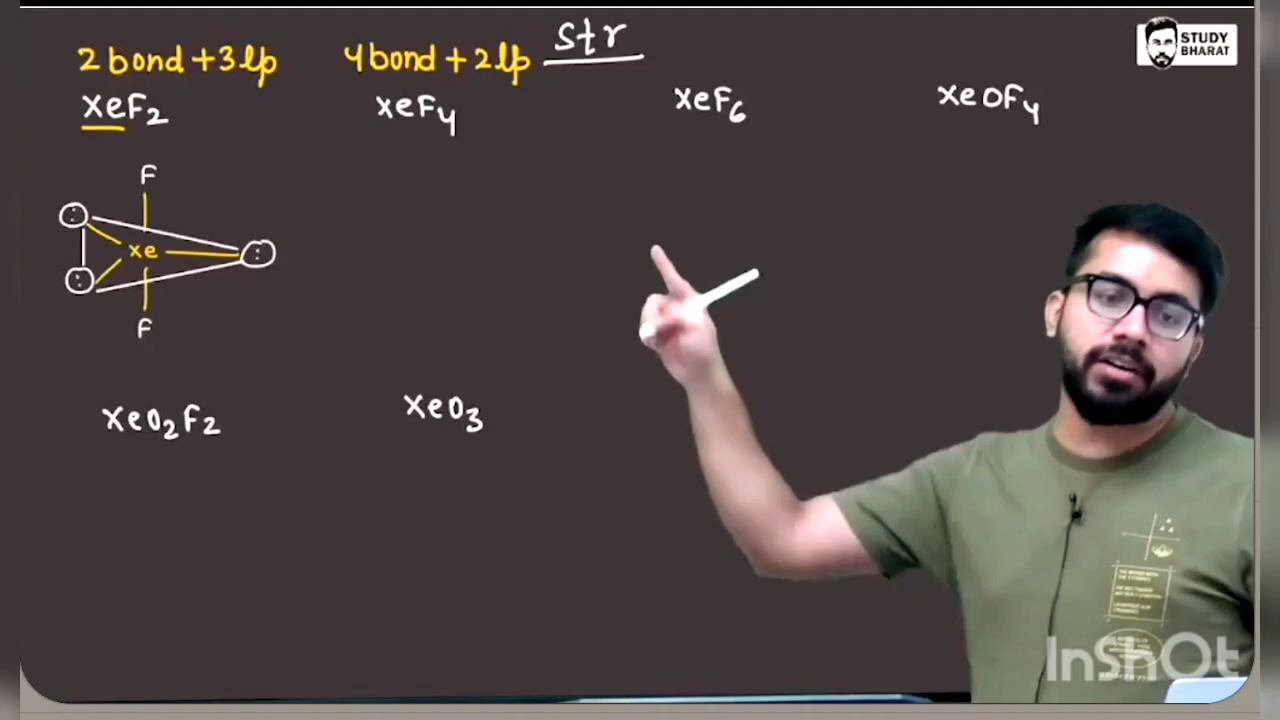 str
2 bond + 3 lp
4 bond + 2 lp
XeF2
XeF4
XeF6
XeOF4
F
:
Xe
:
:
F
XeO2F2
XeO3
STUDY
BHARAT
InShOt